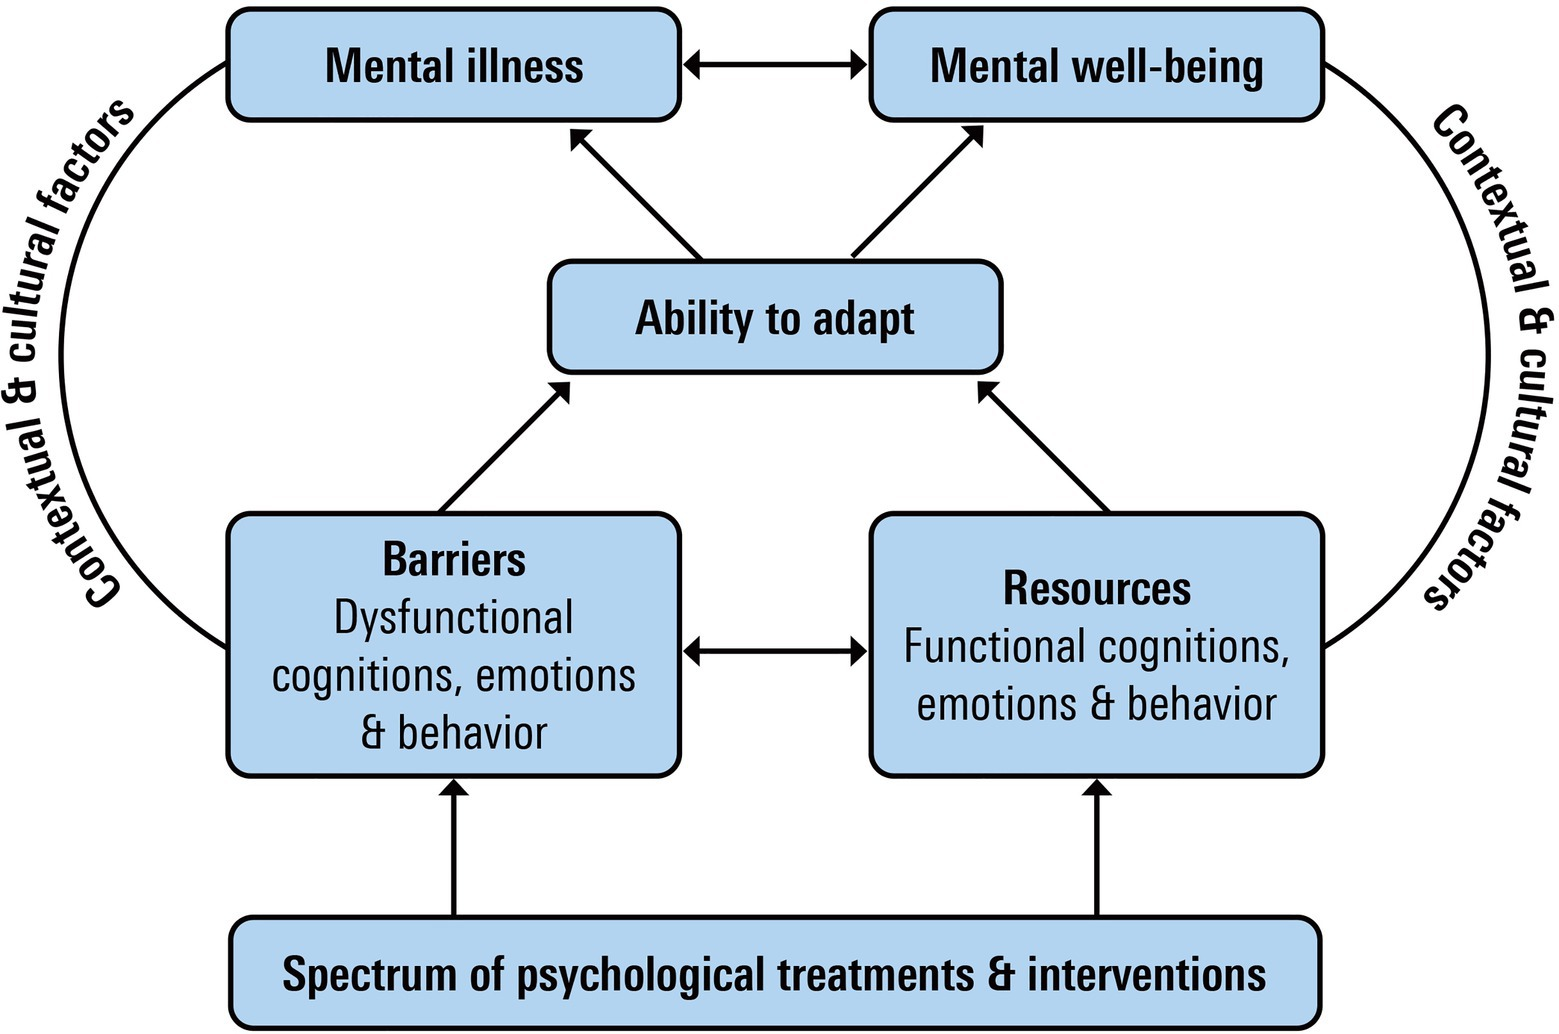 Mental illness
Mental well-being
Contextual & cultural factors
Contextual & cultural factors
Ability to adapt
Barriers
Dysfunctional
cognitions, emotions
& behavior
Resources
Functional cognitions,
emotions & behavior
Spectrum of psychological treatments & interventions